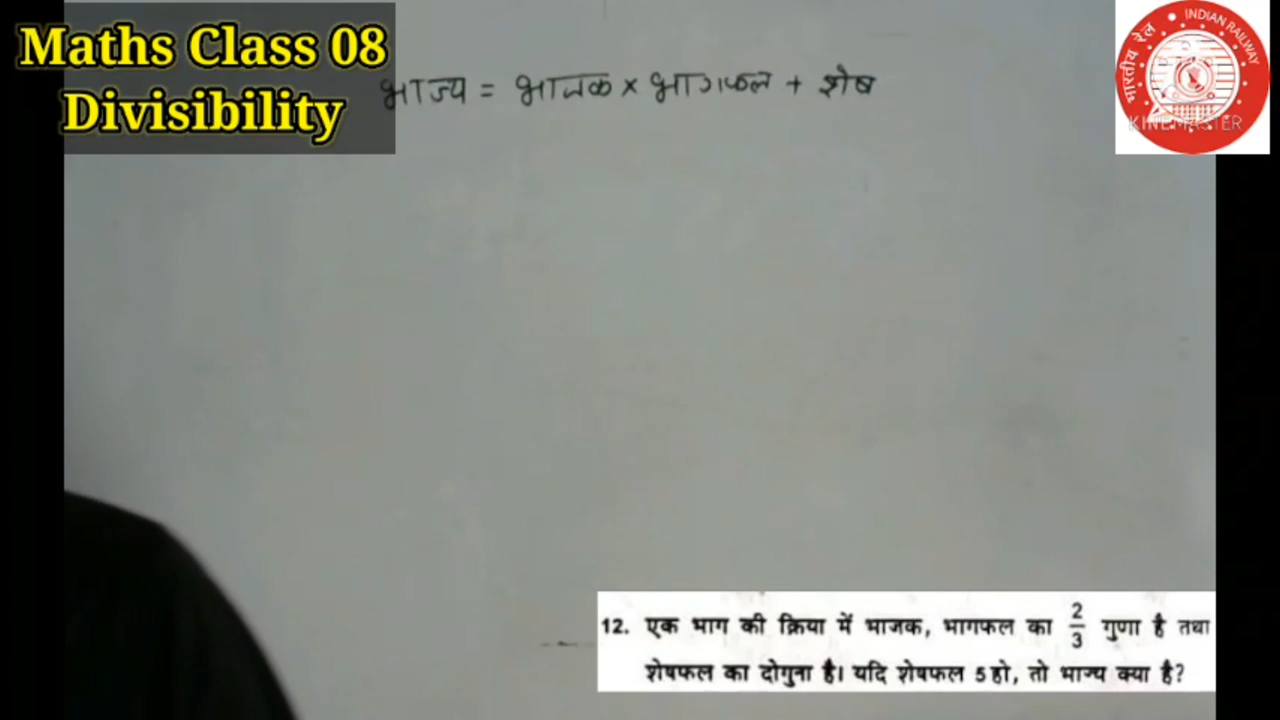 Maths Class 08
Divisibility
भाज्य = भाजक × भागफल + शेष
भारतीय रेल
INDIAN RAILWAY
KINEMASTER
12. एक भाग की क्रिया में भाजक, भागफल का 2/3 गुणा है तथा
शेषफल का दोगुना है। यदि शेषफल 5 हो, तो भाज्य क्या है?